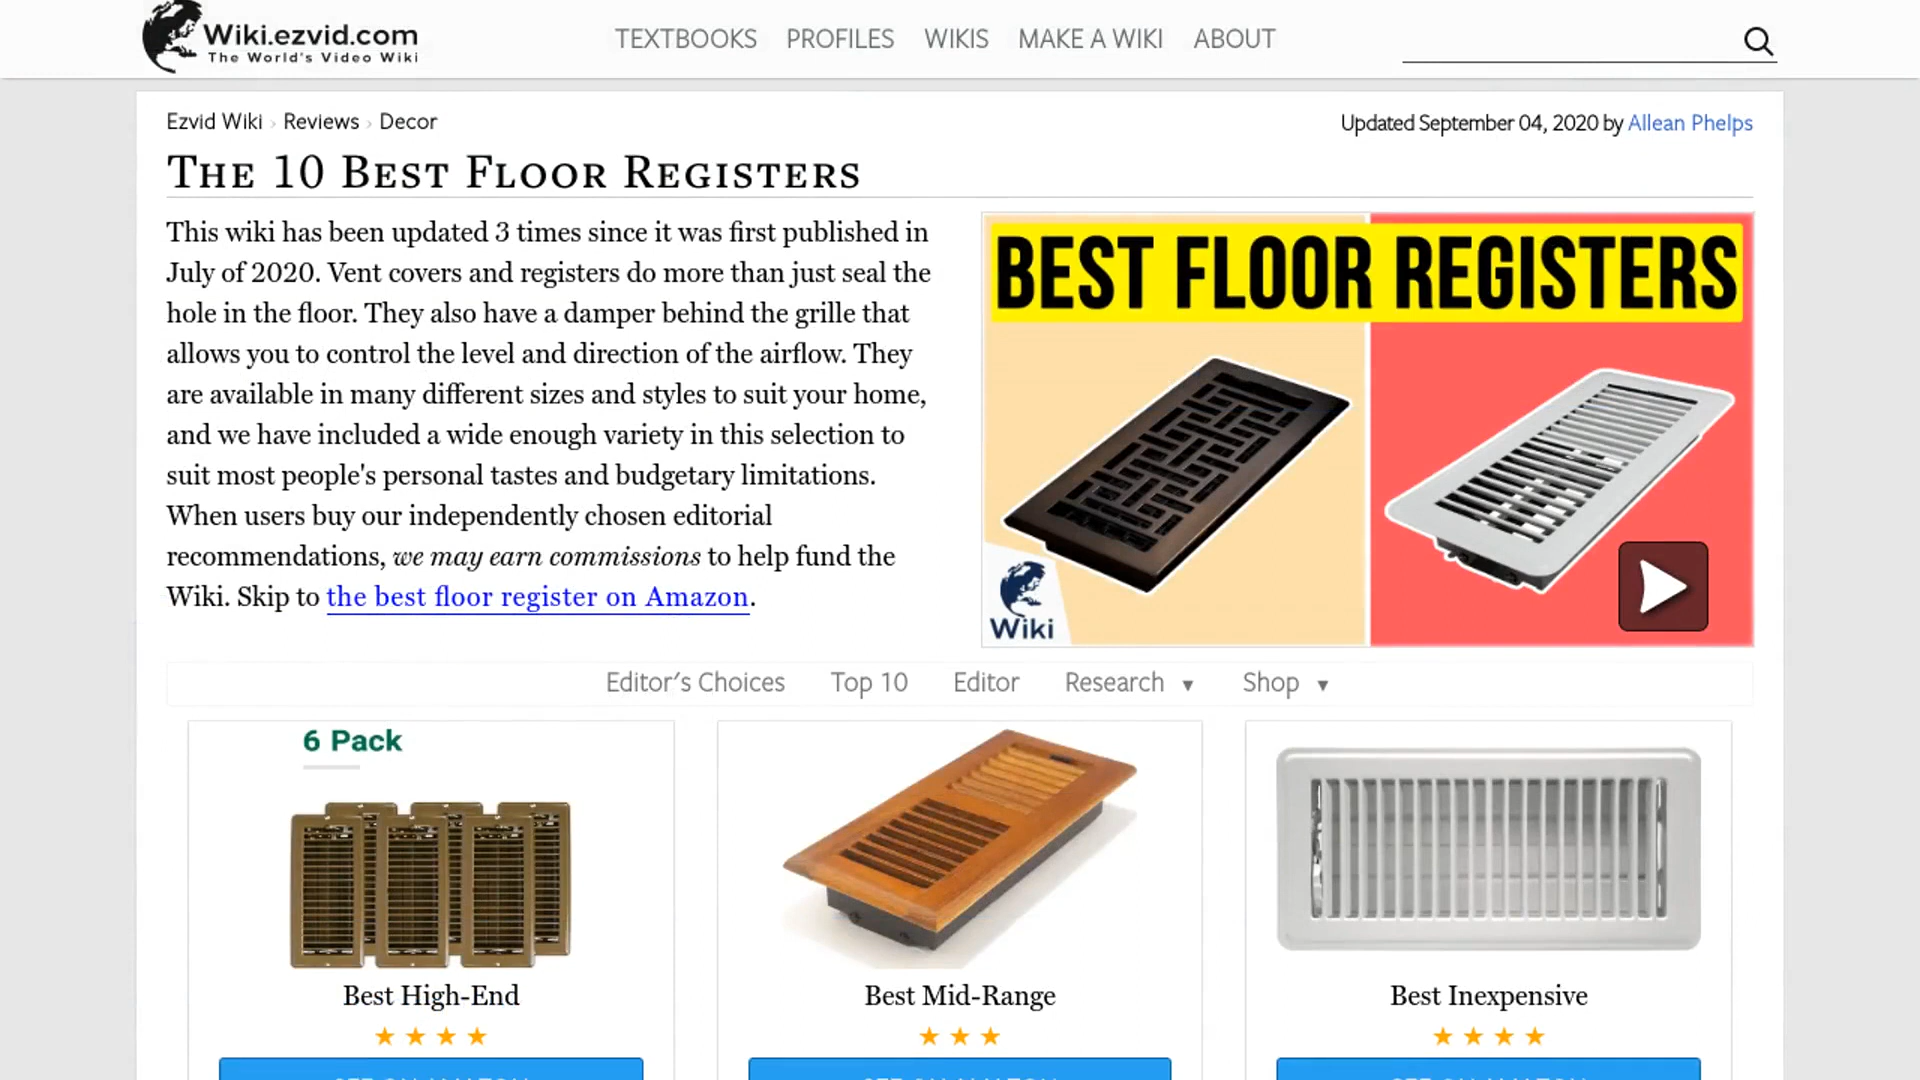 Wiki.ezvid.com
The World's Video Wiki
TEXTBOOKS PROFILES WIKIS MAKE A WIKI ABOUT
Ezvid Wiki › Reviews › Decor
Updated September 04, 2020 by Allean Phelps
The 10 Best Floor Registers
This wiki has been updated 3 times since it was first published in
July of 2020. Vent covers and registers do more than just seal the
hole in the floor. They also have a damper behind the grille that
allows you to control the level and direction of the airflow. They
are available in many different sizes and styles to suit your home,
and we have included a wide enough variety in this selection to
suit most people's personal tastes and budgetary limitations.
When users buy our independently chosen editorial
recommendations, we may earn commissions to help fund the
Wiki. Skip to the best floor register on Amazon.
BEST FLOOR REGISTERS
Wiki
Editor's Choices Top 10 Editor Research ▼ Shop ▼
6 Pack
Best High-End Best Mid-Range Best Inexpensive